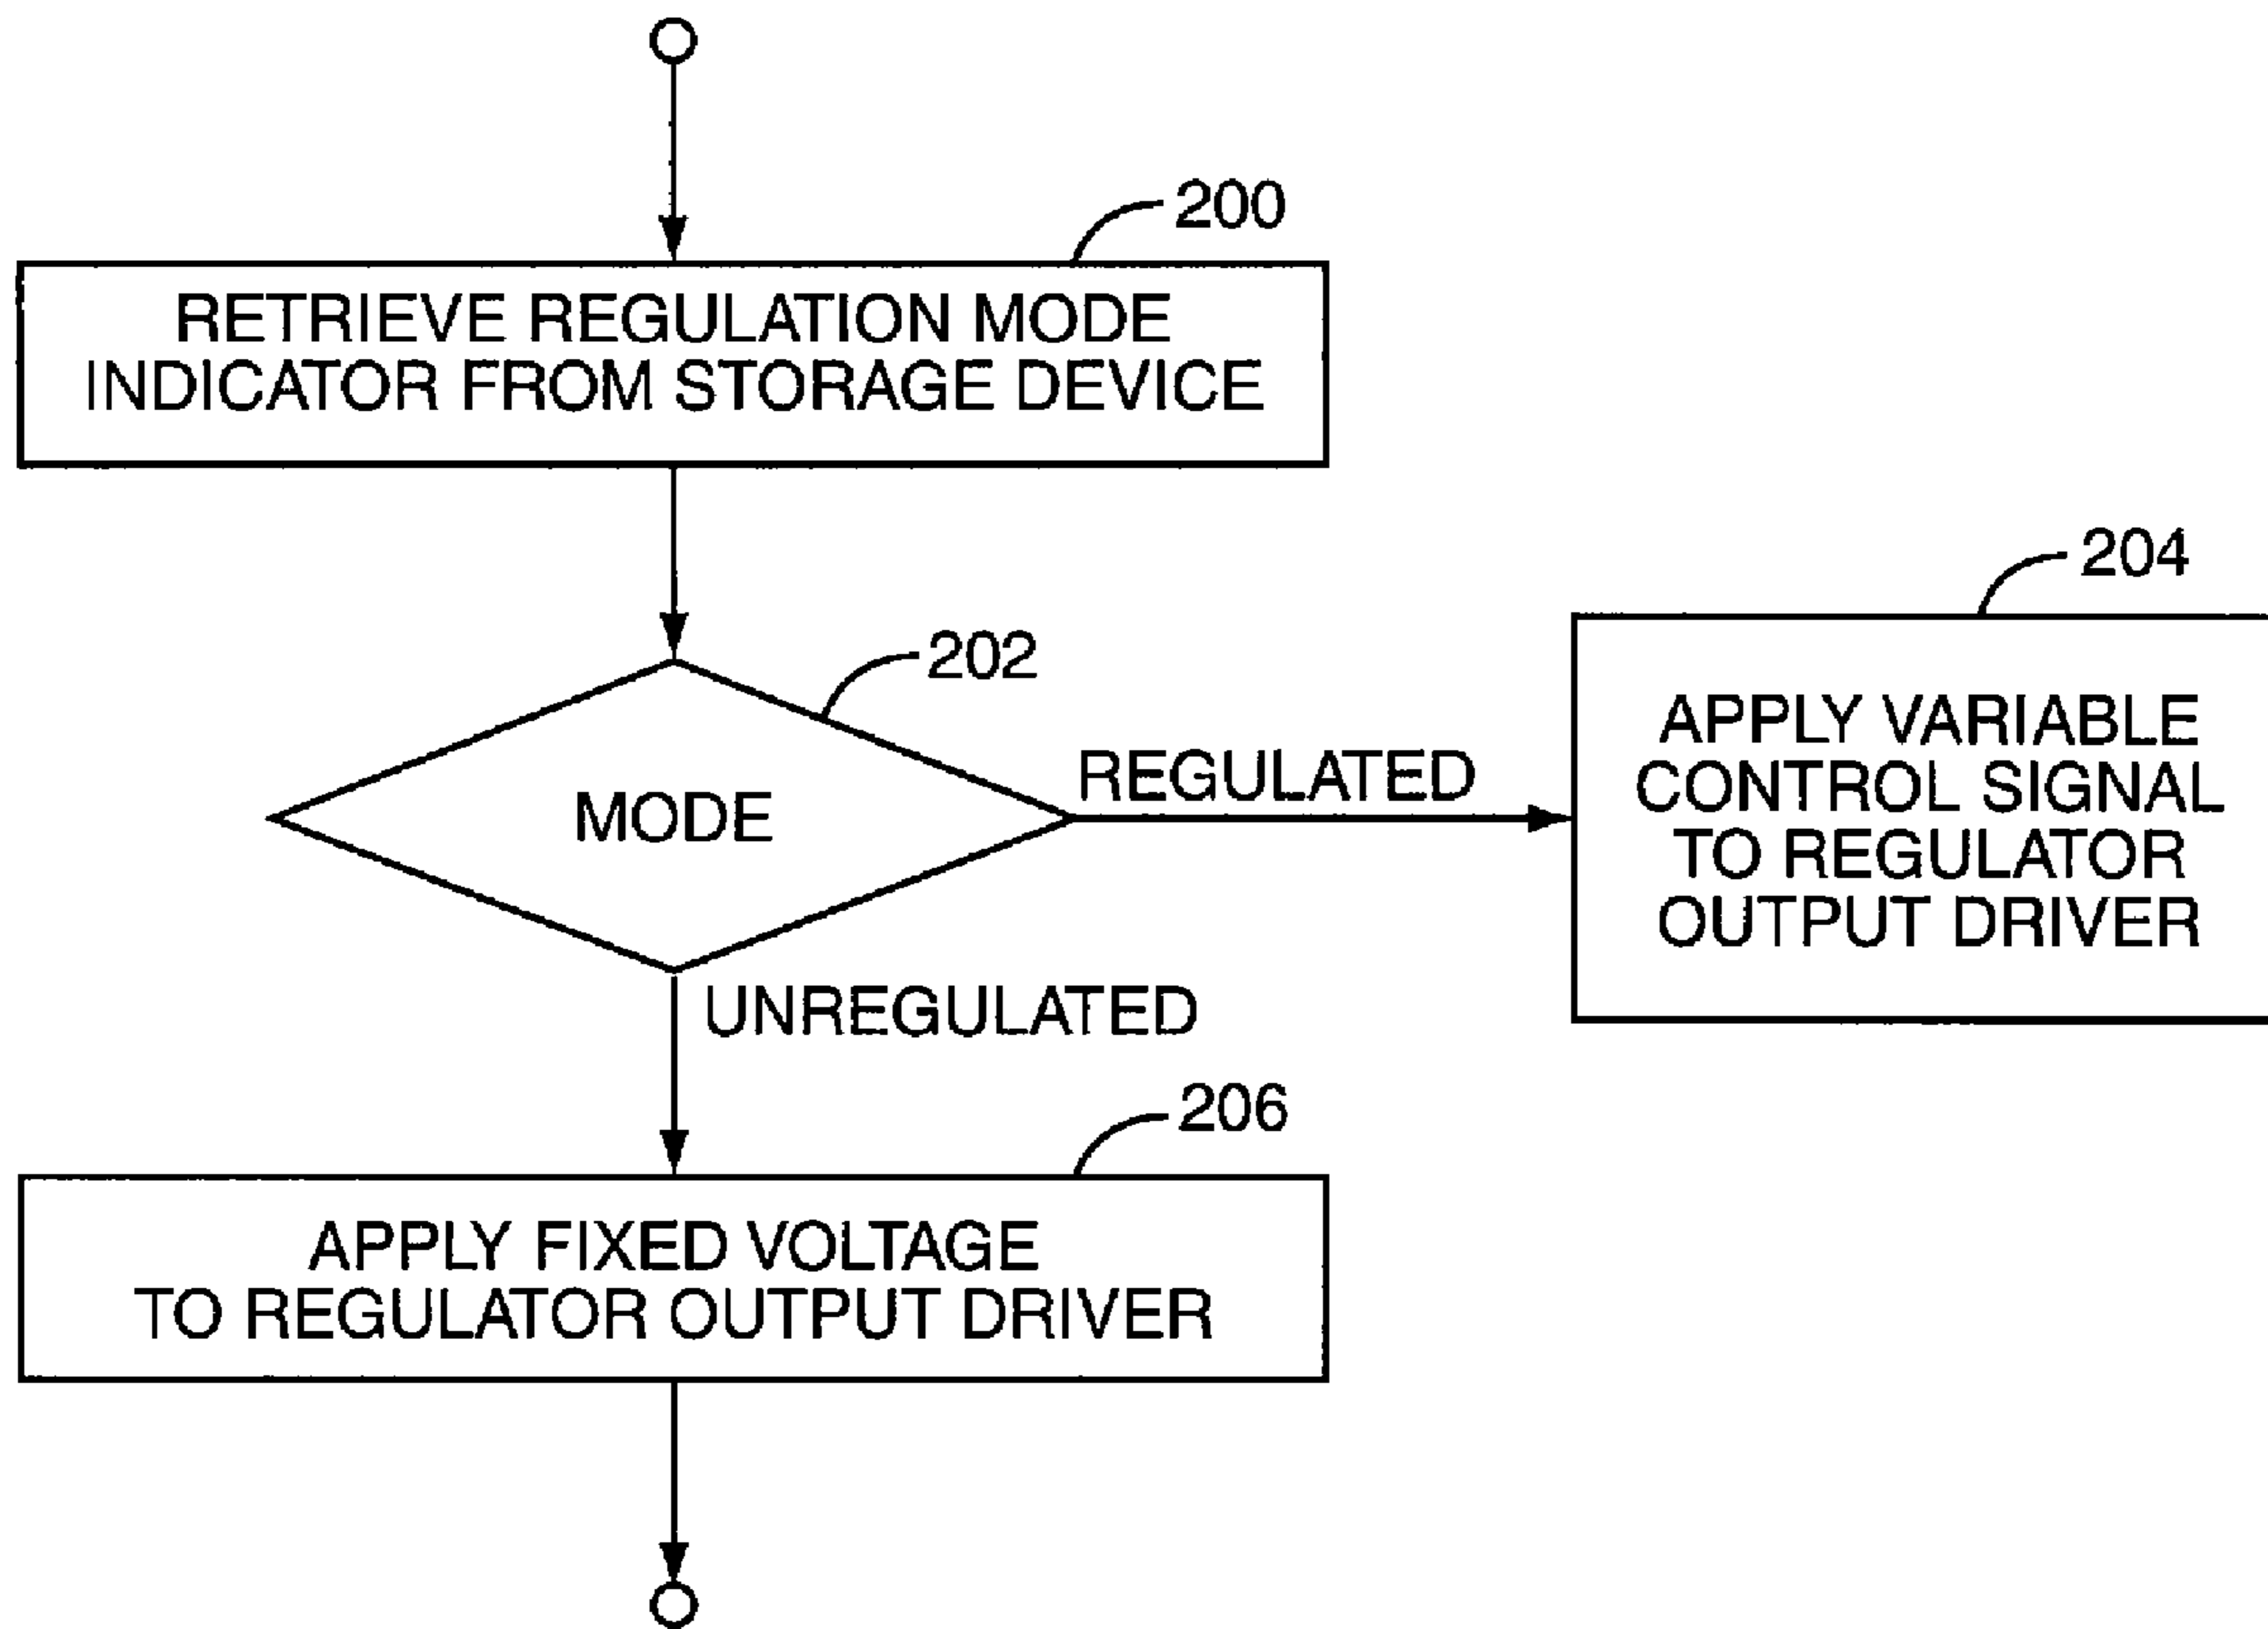 200
RETRIEVE REGULATION MODE
INDICATOR FROM STORAGE DEVICE
202
MODE
REGULATED
204
APPLY VARIABLE
CONTROL SIGNAL
TO REGULATOR
OUTPUT DRIVER
UNREGULATED
206
APPLY FIXED VOLTAGE
TO REGULATOR OUTPUT DRIVER